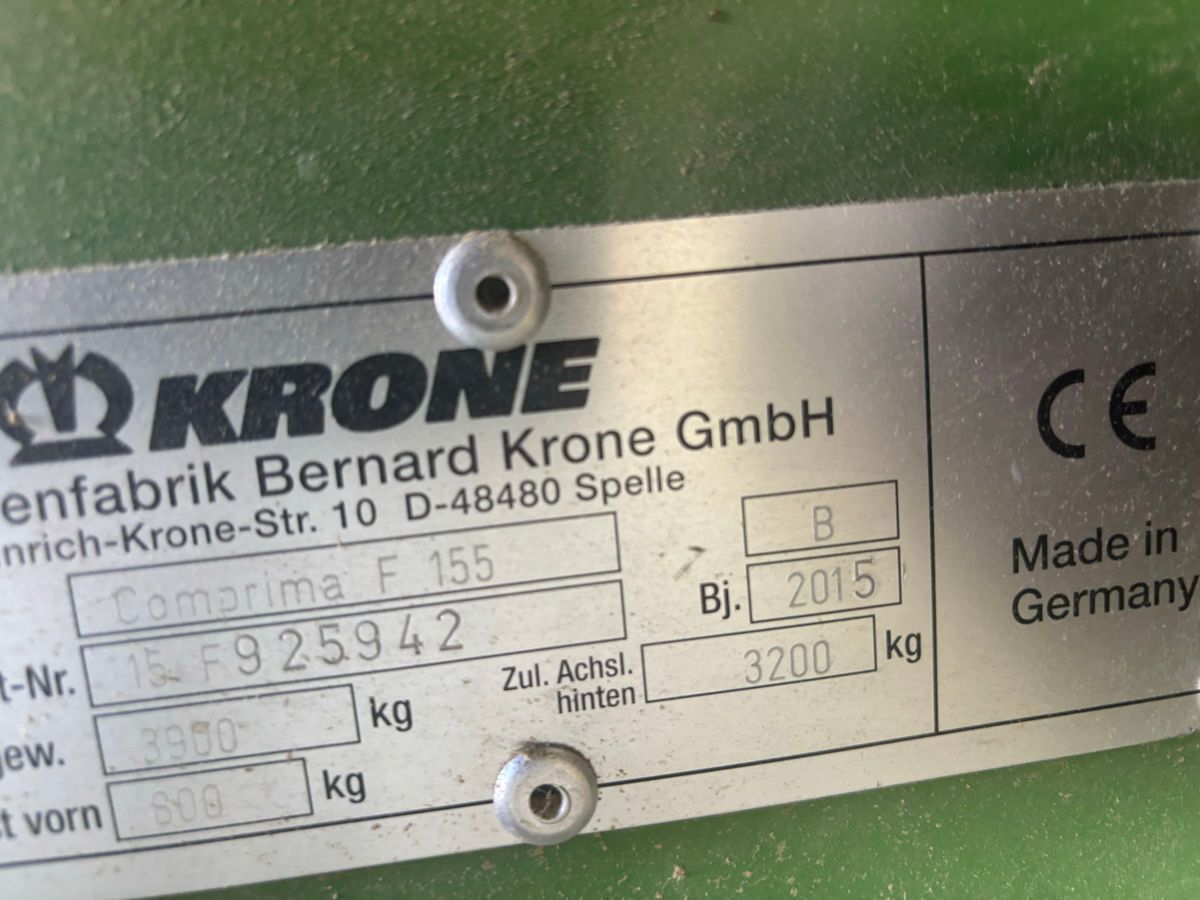 KRONE
enfabrik Bernard Krone GmbH
nrich-Krone-Str. 10 D-48480 Spelle
Comprima F 155
B
t-Nr. 15 F925942
Bj. 2015
ew. 3900 kg
Zul. Achsl. hinten 3200 kg
t vorn 800 kg
CE
Made in
Germany